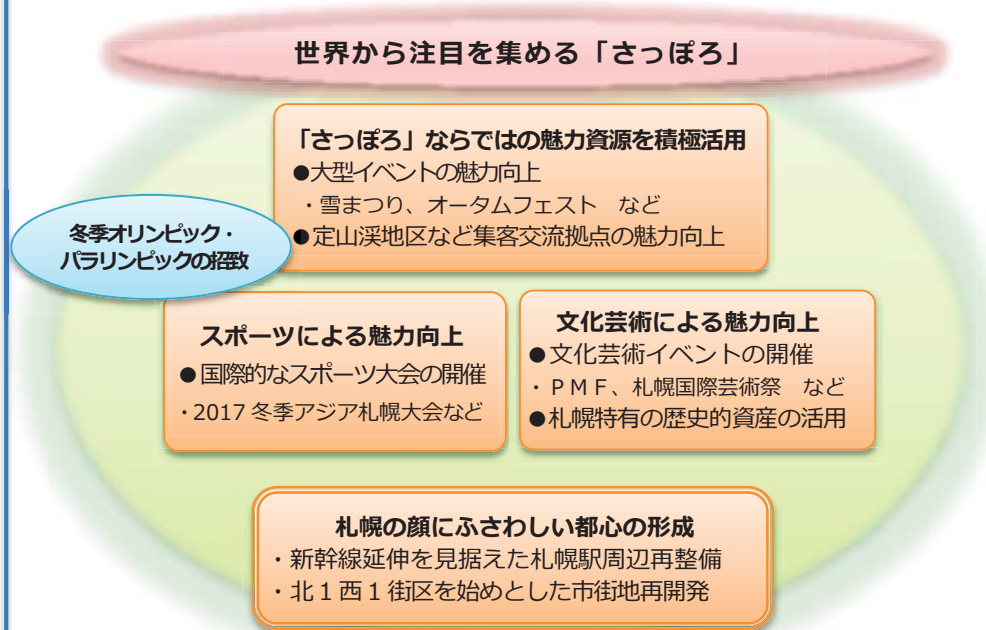 世界から注目を集める「さっぽろ」
「さっぽろ」ならではの魅力資源を積極活用
●大型イベントの魅力向上
・雪まつり、オータムフェスト　など
●定山渓地区など集客交流拠点の魅力向上
冬季オリンピック・
パラリンピックの招致
スポーツによる魅力向上
●国際的なスポーツ大会の開催
・2017 冬季アジア札幌大会など
文化芸術による魅力向上
●文化芸術イベントの開催
・ＰＭＦ、札幌国際芸術祭　など
●札幌特有の歴史的資産の活用
札幌の顔にふさわしい都心の形成
・新幹線延伸を見据えた札幌駅周辺再整備
・北１西１街区を始めとした市街地再開発